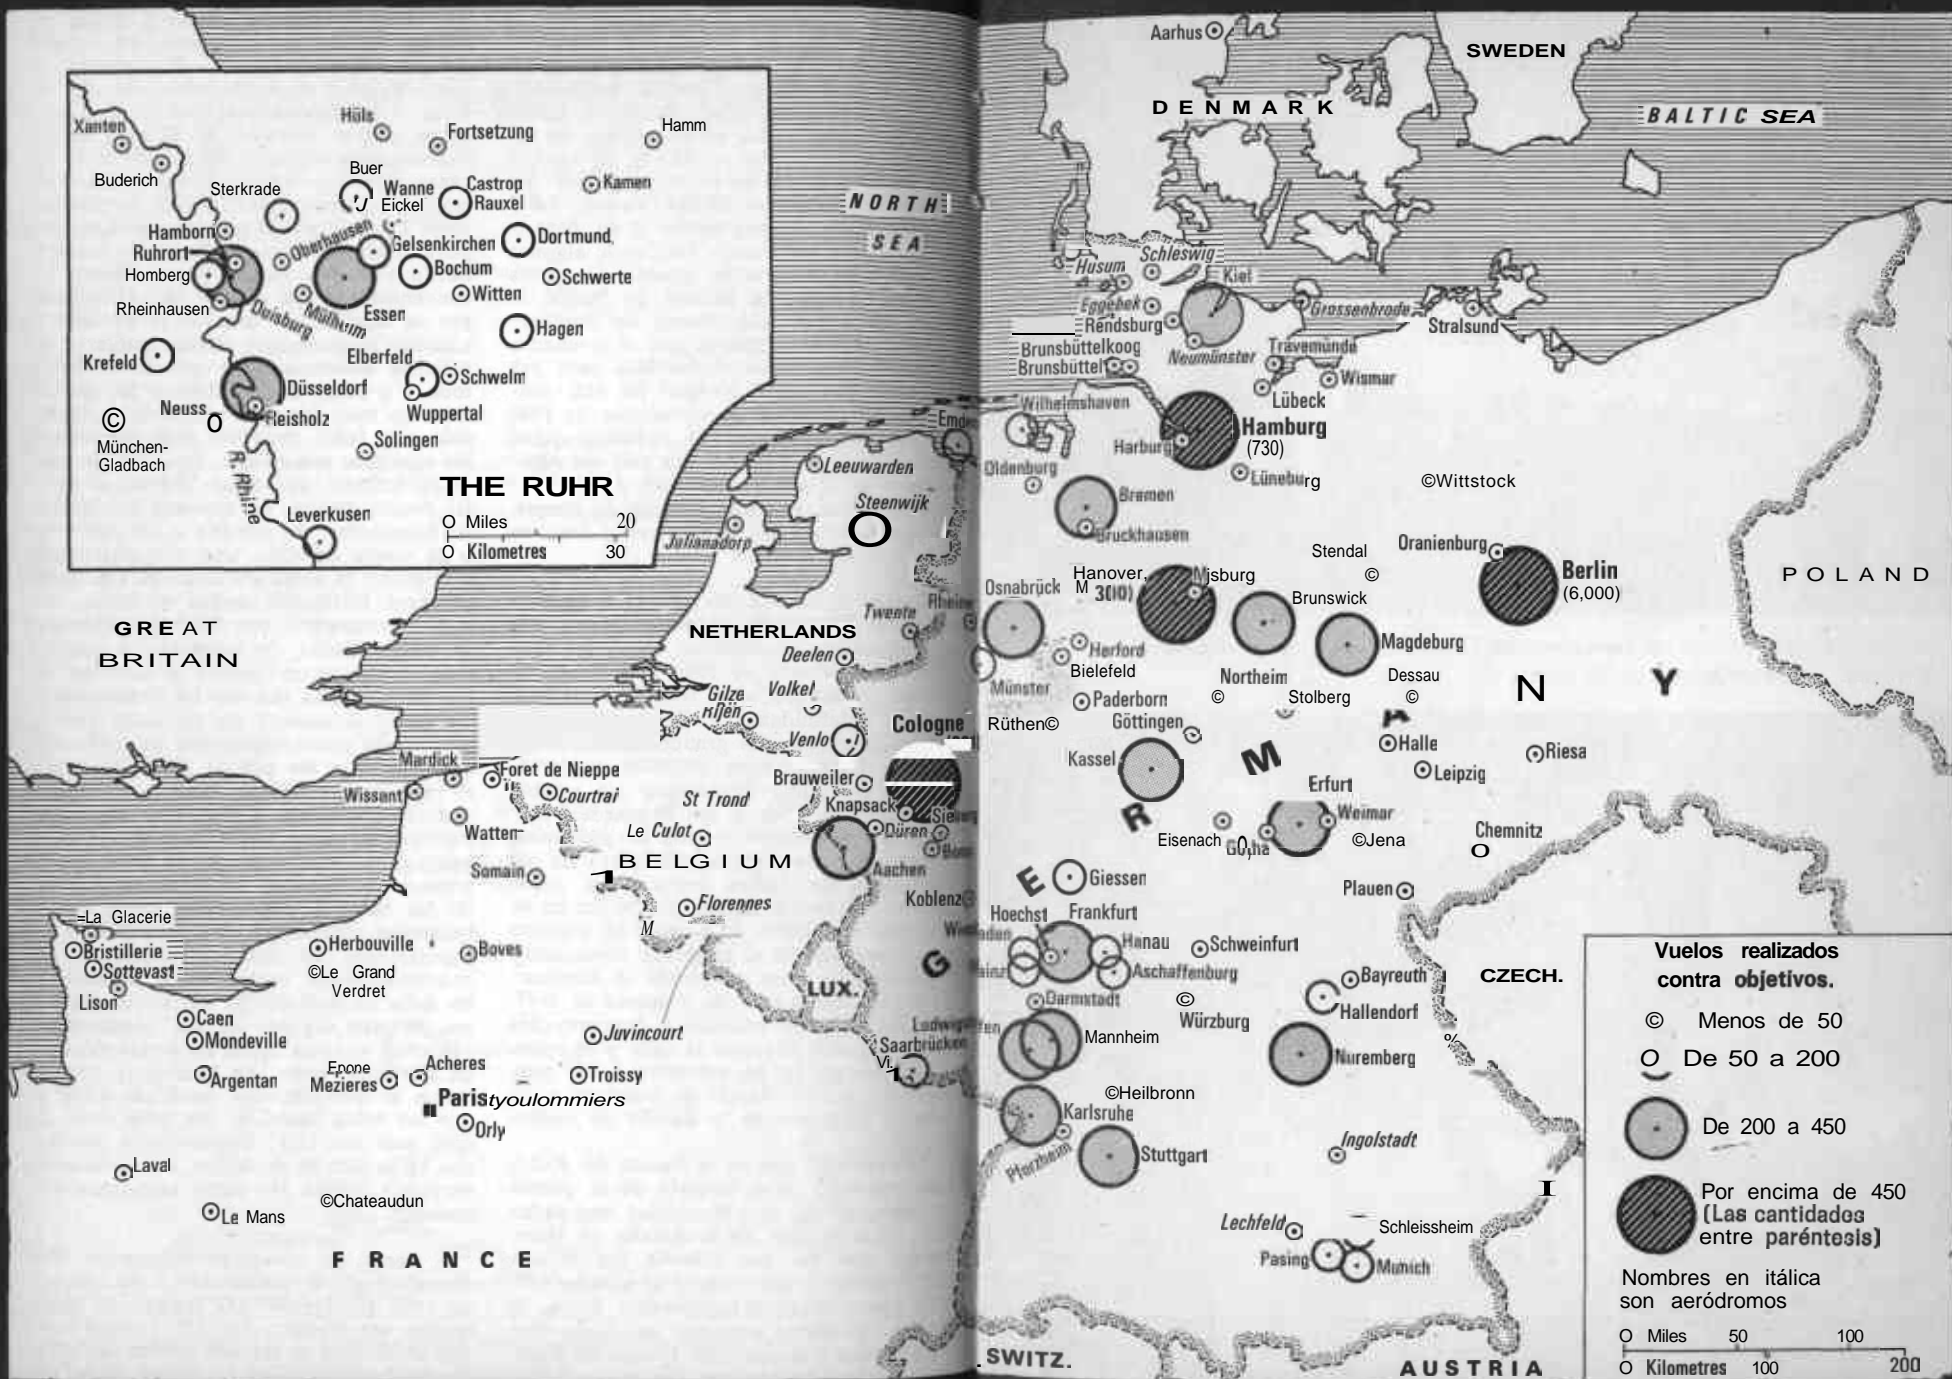 Xanten
Buderich
Höls
Fortsetzung
Hamm
Buer
Sterkrade
Wanne
Eickel
Castrop
Rauxel
Kamen
Hamborn
Ruhrort
Homberg
Rheinhausen
Oberhausen
Gelsenkirchen
Dortmund
Bochum
Schwerte
Witten
Duisburg
Mülheim
Essen
Hagen
Krefeld
Elberfeld
Schwelm
Düsseldorf
Neuss
Reisholz
Wuppertal
München-
Gladbach
Solingen
R. Rhine
Leverkusen
THE RUHR
O Miles 20
O Kilometres 30
GREAT
BRITAIN
NORTH
SEA
Leeuwarden
Steenwijk
Julianadorp
Twente
NETHERLANDS
Deelen
Gilze
Rijen
Volkel
Venlo
Cologne
Brauweiler
Knapsack
Düren
Aachen
Koblenz
Mardick
Foret de Nieppe
Wissant
Courtrai
Watten
St Trond
Le Culot
BELGIUM
Somain
Florennes
M
LUX.
Saarbrücken
=La Glacerie
Bristillerie
Sottevast
Lison
Herbouville
Boves
©Le Grand
Verdret
Caen
Mondeville
Argentan
Epone
Mezieres
Acheres
Juvincourt
Troissy
Paris
tyoulommiers
Orly
Laval
Le Mans
©Chateaudun
FRANCE
Aarhus
SWEDEN
DENMARK
BALTIC SEA
Schleswig
Husum
Kiel
Eggebek
Rendsburg
Grossenbrode
Stralsund
Brunsbüttelkoog
Brunsbüttel
Neumünster
Travemünde
Wismar
Lübeck
Wilhelmshaven
Emden
Hamburg
(730)
Harburg
Oldenburg
Lüneburg
©Wittstock
Bremen
Bruckhausen
Stendal
©
Oranienburg
Berlin
(6,000)
POLAND
Osnabrück
Hanover,
M 300)
Misburg
Brunswick
Magdeburg
Herford
Bielefeld
Münster
Northeim
©
Stolberg
Dessau
©
Paderborn
Rüthen©
Göttingen
Kassel
Halle
Leipzig
Riesa
G E R M A N Y
Erfurt
Weimar
Eisenach
Gotha
©Jena
Chemnitz
Plauen
Giessen
Hoechst
Frankfurt
Hanau
Schweinfurt
Aschaffenburg
Darmstadt
©
Würzburg
Bayreuth
Hallendorf
CZECH.
Mannheim
Nuremberg
©Heilbronn
Karlsruhe
Pforzheim
Stuttgart
Ingolstadt
Lechfeld
Schleissheim
Pasing
Munich
SWITZ.
AUSTRIA
Vuelos realizados
contra objetivos.
© Menos de 50
O De 50 a 200
De 200 a 450
Por encima de 450
(Las cantidados
entre paréntesis)
Nombres en itálica
son aeródromos
O Miles 50 100
O Kilometres 100 200